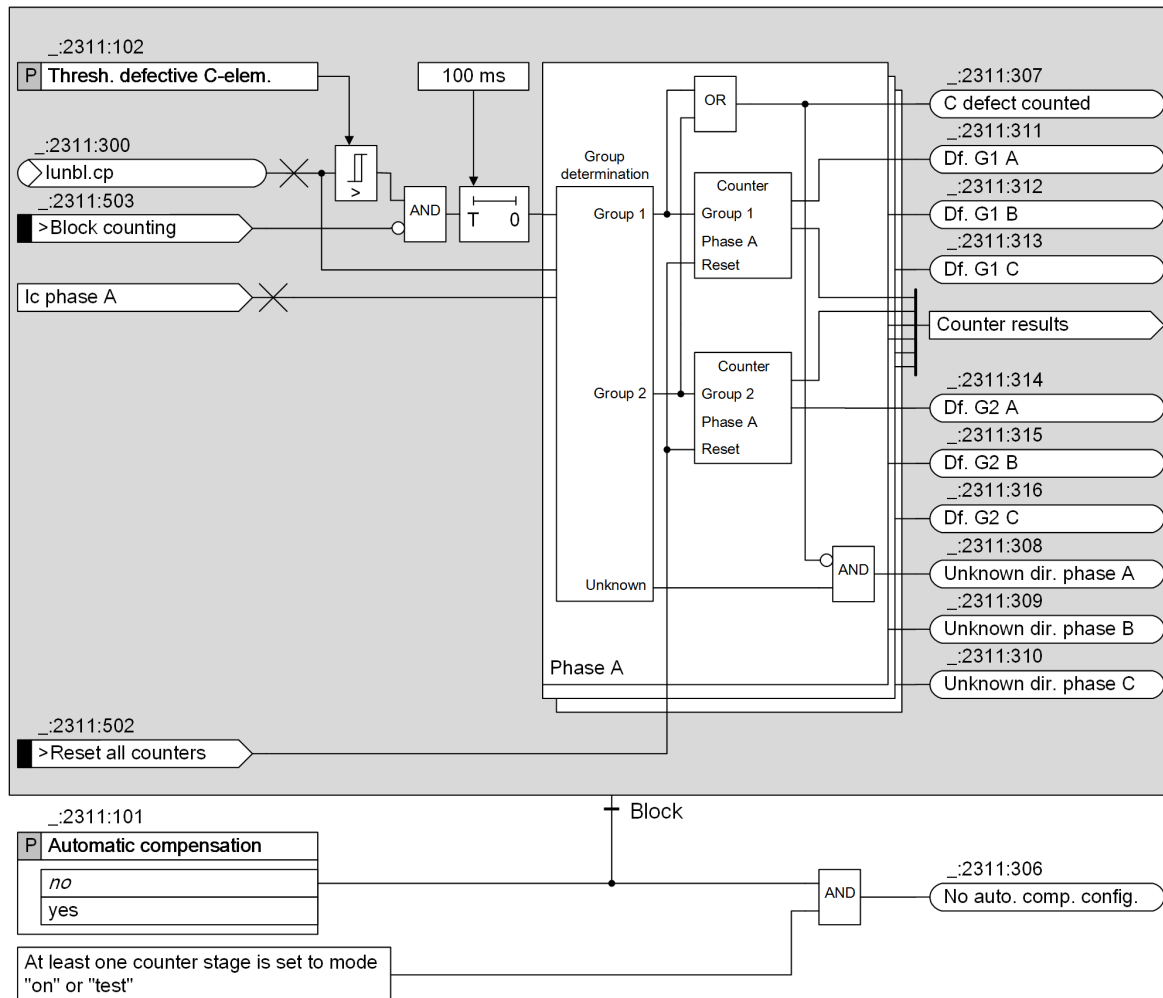 _:2311:102
P Thresh. defective C-elem.
100 ms
_:2311:300
Iunbl.cp
>
_:2311:503
>Block counting
AND
T 0
Ic phase A
Group
determination
Group 1
Group 2
Unknown
OR
Counter
Group 1
Phase A
Reset
Counter
Group 2
Phase A
Reset
AND
Phase A
_:2311:307
C defect counted
_:2311:311
Df. G1 A
_:2311:312
Df. G1 B
_:2311:313
Df. G1 C
Counter results
_:2311:314
Df. G2 A
_:2311:315
Df. G2 B
_:2311:316
Df. G2 C
_:2311:308
Unknown dir. phase A
_:2311:309
Unknown dir. phase B
_:2311:310
Unknown dir. phase C
_:2311:502
>Reset all counters
Block
_:2311:101
P Automatic compensation
no
yes
At least one counter stage is set to mode
"on" or "test"
AND
_:2311:306
No auto. comp. config.